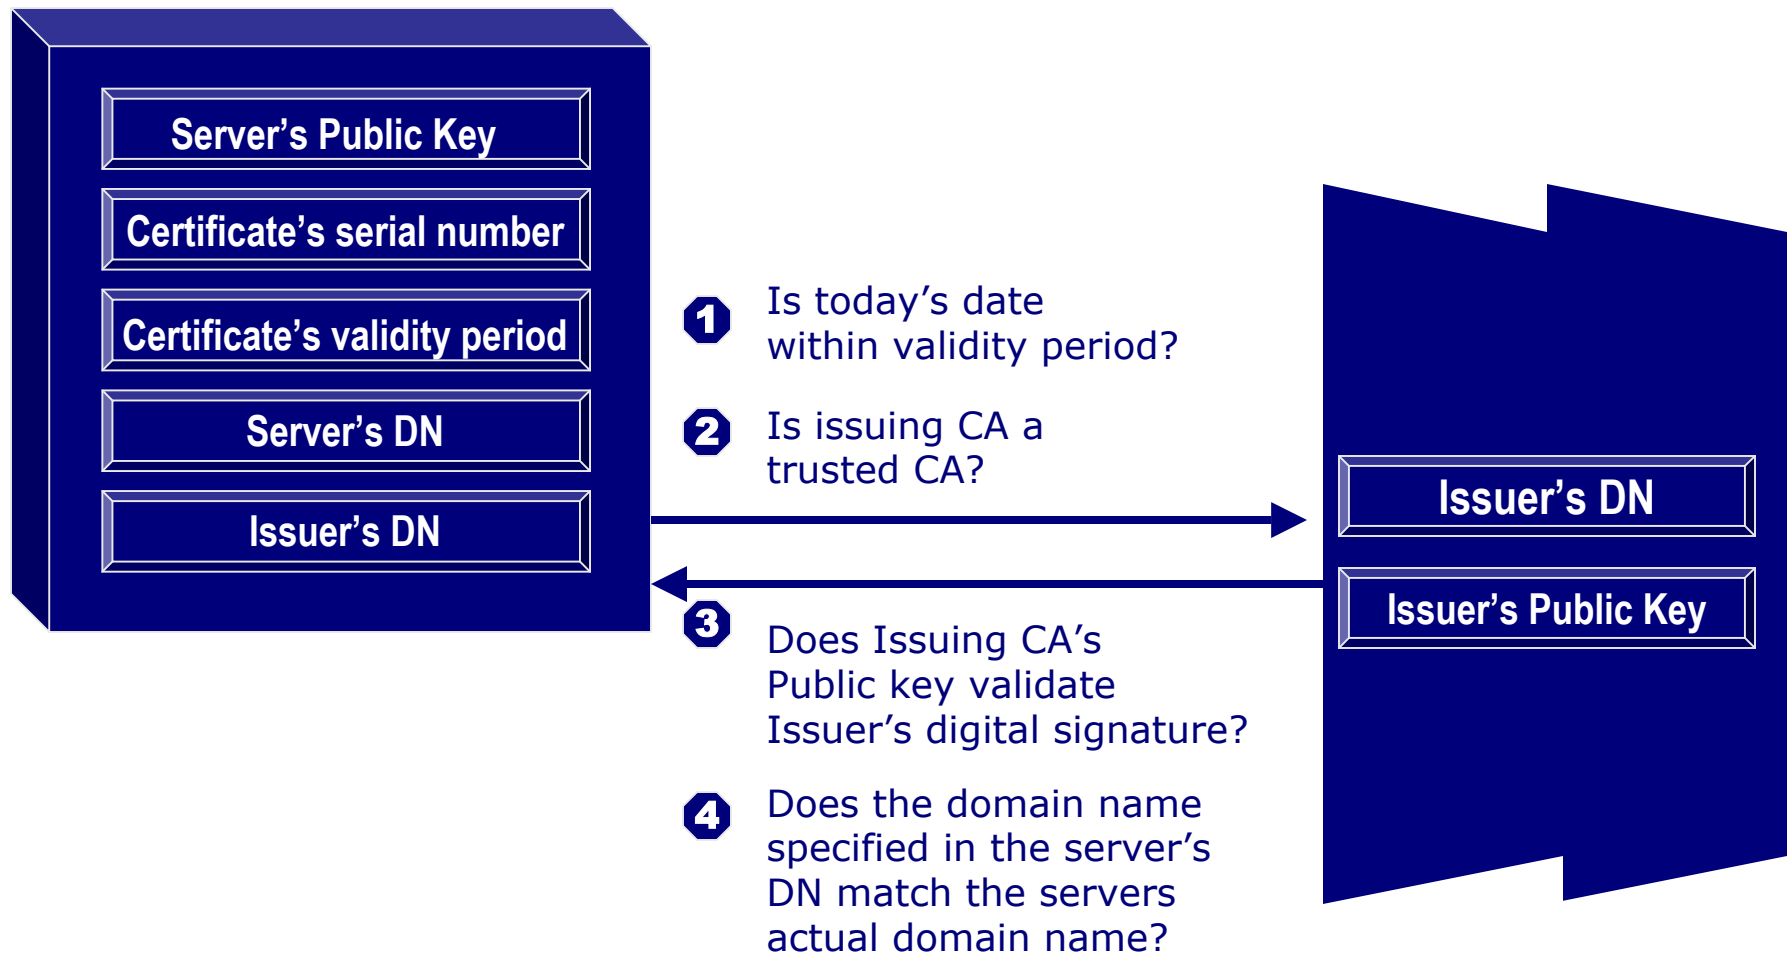 Server’s Public Key
Certificate’s serial number
Certificate’s validity period
Server’s DN
Issuer’s DN
1 Is today’s date
within validity period?
2 Is issuing CA a
trusted CA?
3 Does Issuing CA’s
Public key validate
Issuer’s digital signature?
4 Does the domain name
specified in the server’s
DN match the servers
actual domain name?
Issuer’s DN
Issuer’s Public Key